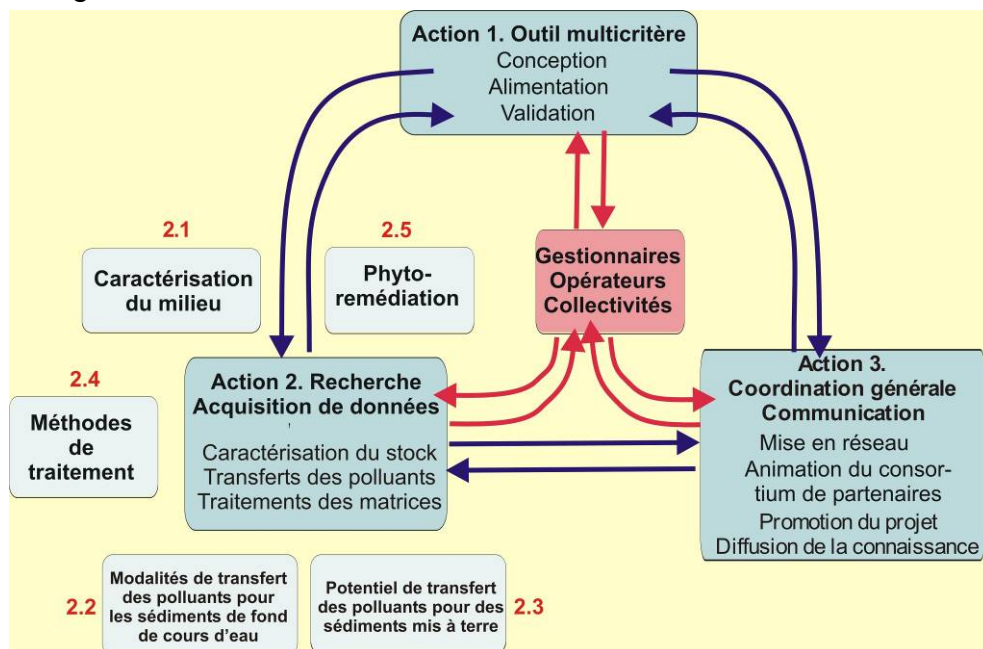 Action 1. Outil multicritère
Conception
Alimentation
Validation
2.1
Caractérisation
du milieu
2.5
Phyto-
remédiation
Gestionnaires
Opérateurs
Collectivités
2.4
Méthodes
de
traitement
Action 2. Recherche
Acquisition de données
Caractérisation du stock
Transferts des polluants
Traitements des matrices
Action 3.
Coordination générale
Communication
Mise en réseau
Animation du consor-
tium de partenaires
Promotion du projet
Diffusion de la connaissance
2.2
Modalités de transfert
des polluants pour
les sédiments de fond
de cours d'eau
Potentiel de transfert
des polluants pour des
sédiments mis à terre
2.3